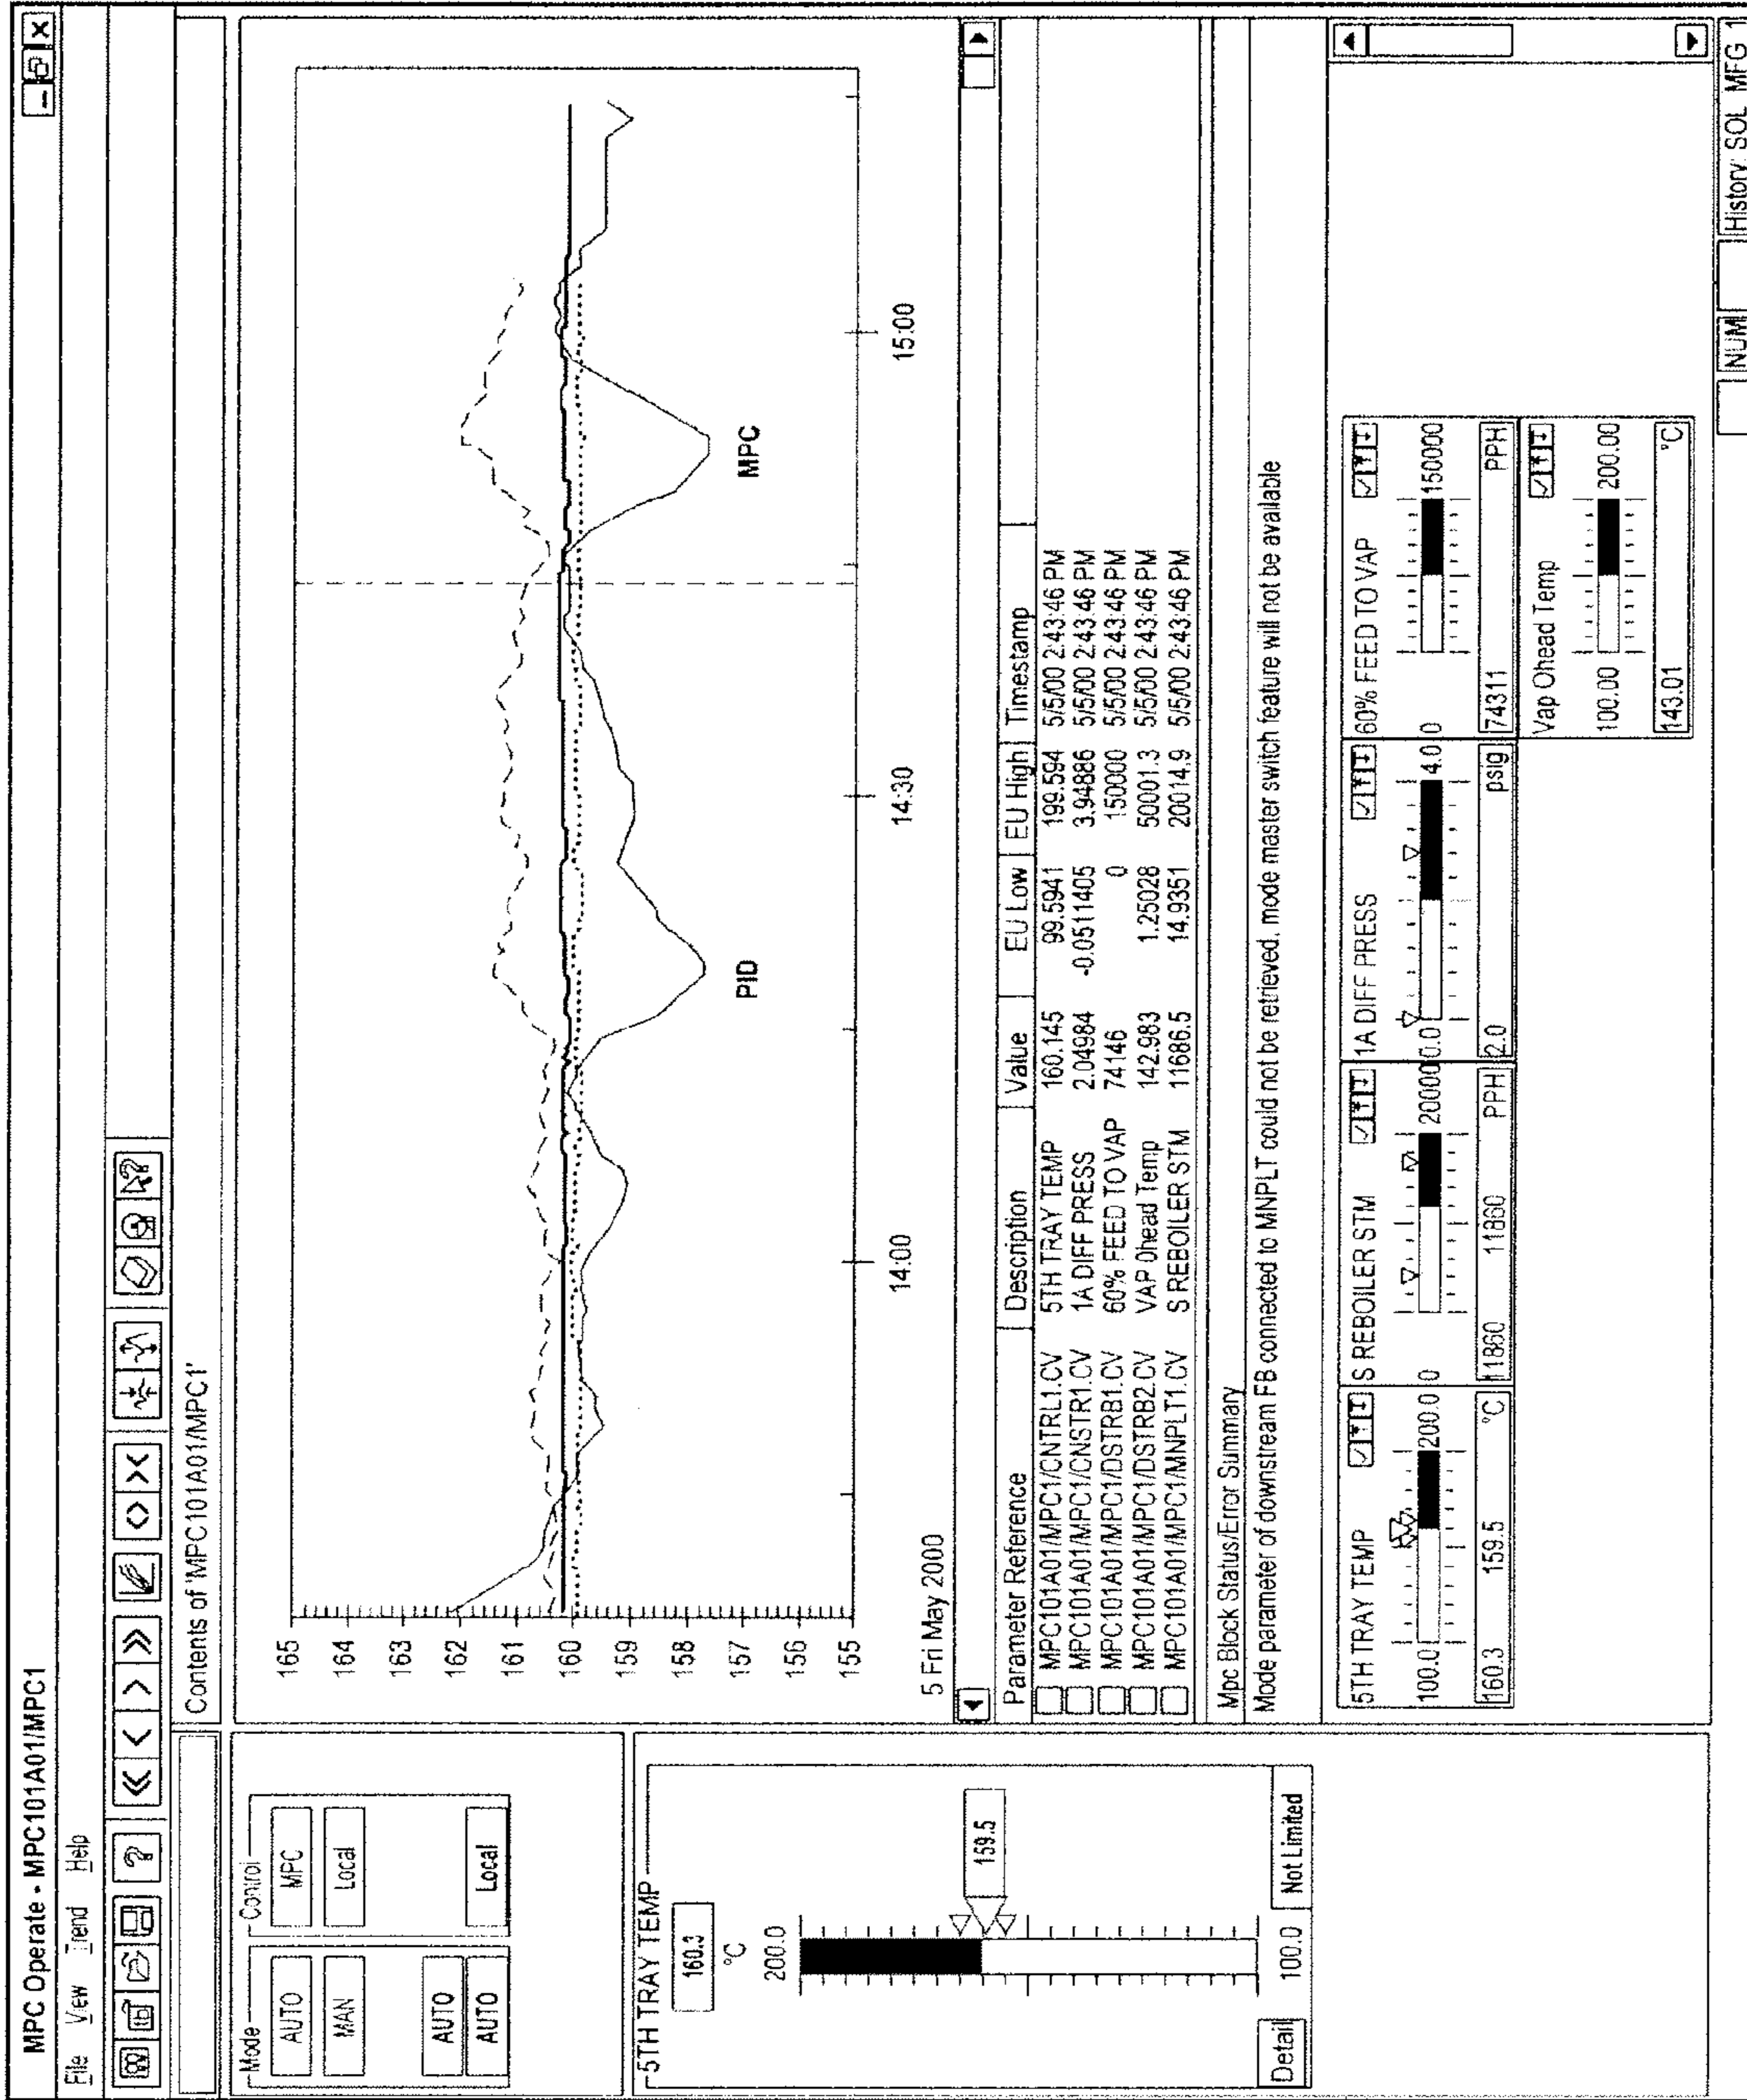 MPC Operate - MPC101A01/MPC1
File View Trend Help
Contents of 'MPC101A01/MPC1'
Mode
Control
AUTO
MPC
MAN
Local
AUTO
AUTO
Local
165
164
163
162
161
160
159
158
157
156
155
PID
MPC
14:00
14:30
15:00
5 Fri May 2000
Parameter Reference Description Value EU Low EU High Timestamp
MPC101A01/MPC1/CNTRL1.CV 5TH TRAY TEMP 160.145 99.5941 199.594 5/5/00 2:43:46 PM
MPC101A01/MPC1/CNSTR1.CV 1A DIFF PRESS 2.04984 -0.0511405 3.94886 5/5/00 2:43:46 PM
MPC101A01/MPC1/DSTRB1.CV 60% FEED TO VAP 74146 0 150000 5/5/00 2:43:46 PM
MPC101A01/MPC1/DSTRB2.CV VAP Ohead Temp 142.983 1.25028 50001.3 5/5/00 2:43:46 PM
MPC101A01/MPC1/MNPLT1.CV S REBOILER STM 11686.5 14.9351 20014.9 5/5/00 2:43:46 PM
Mpc Block Status/Error Summary
Mode parameter of downstream FB connected to MNPLT could not be retrieved, mode master switch feature will not be available
5TH TRAY TEMP
160.3
°C
200.0
159.5
100.0
Detail
Not Limited
5TH TRAY TEMP
100.0 200.0
160.3 159.5 °C
S REBOILER STM
0 20000
11860 11860 PPH
1A DIFF PRESS
0.0 4.0
2.0 psig
60% FEED TO VAP
0 150000
74311 PPH
Vap Ohead Temp
100.00 200.00
143.01 °C
NUM History: SOL_MFG 1